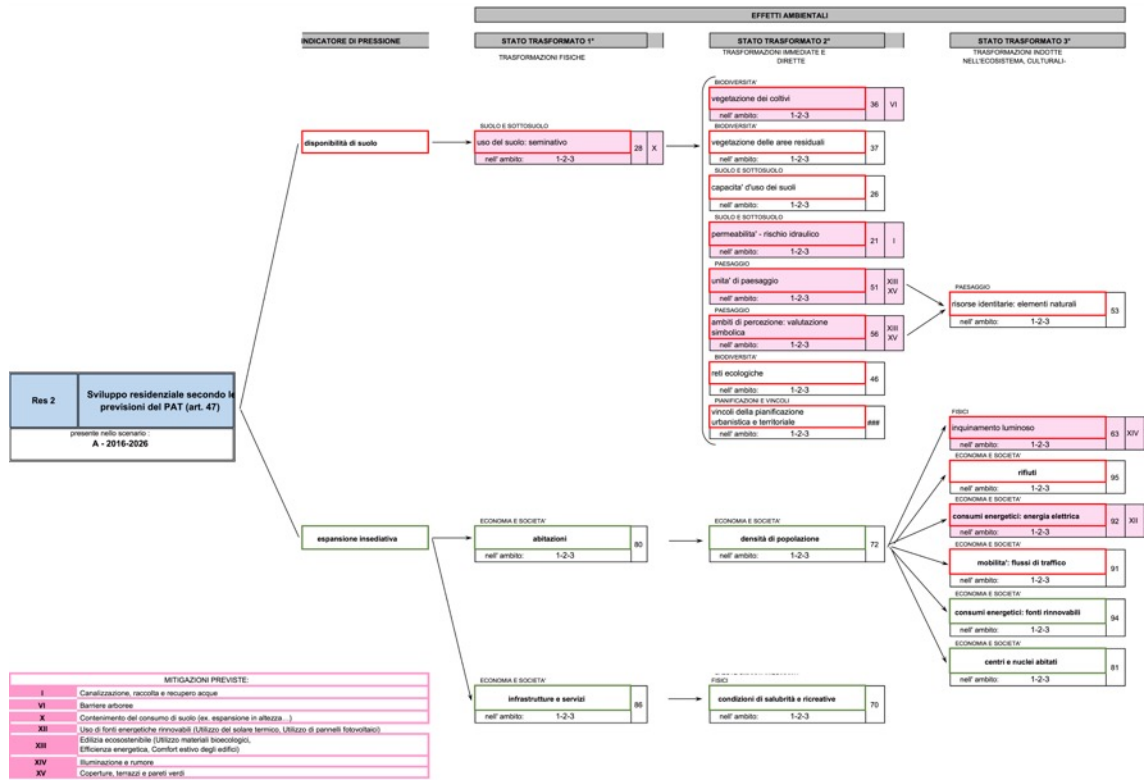 EFFETTI AMBIENTALI
INDICATORE DI PRESSIONE
STATO TRASFORMATO 1°
STATO TRASFORMATO 2°
STATO TRASFORMATO 3°
TRASFORMAZIONI FISICHE
TRASFORMAZIONI IMMEDIATE E
DIRETTE
TRASFORMAZIONI INDOTTE
NELL'ECOSISTEMA, CULTURALI-
disponibilità di suolo
SUOLO E SOTTOSUOLO
uso del suolo: seminativo
28 X
nell' ambito: 1-2-3
BIODIVERSITA'
vegetazione dei coltivi
36 VI
nell' ambito: 1-2-3
BIODIVERSITA'
vegetazione delle aree residuali
37
nell' ambito: 1-2-3
SUOLO E SOTTOSUOLO
capacita' d'uso dei suoli
26
nell' ambito: 1-2-3
SUOLO E SOTTOSUOLO
permeabilita' - rischio idraulico
21 I
nell' ambito: 1-2-3
PAESAGGIO
unita' di paesaggio
51 XIII
XV
nell' ambito: 1-2-3
PAESAGGIO
ambiti di percezione: valutazione
simbolica
56 XIII
XV
nell' ambito: 1-2-3
BIODIVERSITA'
reti ecologiche
46
nell' ambito: 1-2-3
PIANIFICAZIONI E VINCOLI
vincoli della pianificazione
urbanistica e territoriale
###
nell' ambito: 1-2-3
PAESAGGIO
risorse identitarie: elementi naturali
53
nell' ambito: 1-2-3
Res 2
Sviluppo residenziale secondo le
previsioni del PAT (art. 47)
presente nello scenario :
A - 2016-2026
espansione insediativa
ECONOMIA E SOCIETA'
abitazioni
80
nell' ambito: 1-2-3
ECONOMIA E SOCIETA'
densità di popolazione
72
nell' ambito: 1-2-3
FISICI
inquinamento luminoso
63 XIV
nell' ambito: 1-2-3
ECONOMIA E SOCIETA'
rifiuti
95
nell' ambito: 1-2-3
ECONOMIA E SOCIETA'
consumi energetici: energia elettrica
92 XII
nell' ambito: 1-2-3
ECONOMIA E SOCIETA'
mobilita': flussi di traffico
91
nell' ambito: 1-2-3
ECONOMIA E SOCIETA'
consumi energetici: fonti rinnovabili
94
nell' ambito: 1-2-3
ECONOMIA E SOCIETA'
centri e nuclei abitati
81
nell' ambito: 1-2-3
ECONOMIA E SOCIETA'
infrastrutture e servizi
86
nell' ambito: 1-2-3
FISICI
condizioni di salubrità e ricreative
70
nell' ambito: 1-2-3
MITIGAZIONI PREVISTE:
I Canalizzazione, raccolta e recupero acque
VI Barriere arboree
X Contenimento del consumo di suolo (ex. espansione in altezza…)
XII Uso di fonti energetiche rinnovabili (Utilizzo del solare termico, Utilizzo di pannelli fotovoltaici)
XIII Edilizia ecosostenibile (Utilizzo materiali bioecologici,
Efficienza energetica, Comfort estivo degli edifici)
XIV Illuminazione e rumore
XV Coperture, terrazzi e pareti verdi